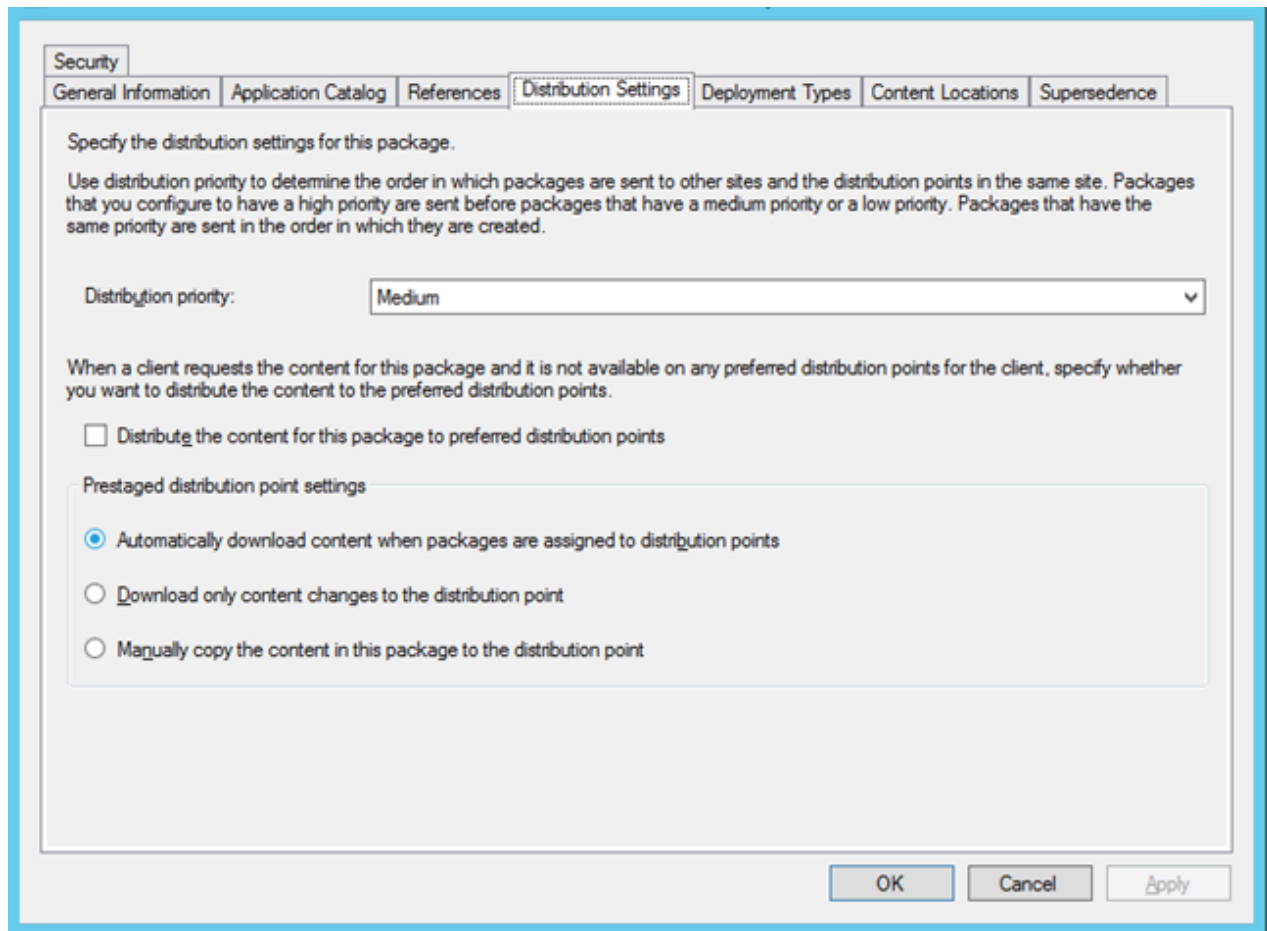 Security
General Information Application Catalog References Distribution Settings Deployment Types Content Locations Supersedence
Specify the distribution settings for this package.
Use distribution priority to determine the order in which packages are sent to other sites and the distribution points in the same site. Packages
that you configure to have a high priority are sent before packages that have a medium priority or a low priority. Packages that have the
same priority are sent in the order in which they are created.
Distribution priority: Medium
When a client requests the content for this package and it is not available on any preferred distribution points for the client, specify whether
you want to distribute the content to the preferred distribution points.
Distribute the content for this package to preferred distribution points
Prestaged distribution point settings
Automatically download content when packages are assigned to distribution points
Download only content changes to the distribution point
Manually copy the content in this package to the distribution point
OK Cancel Apply